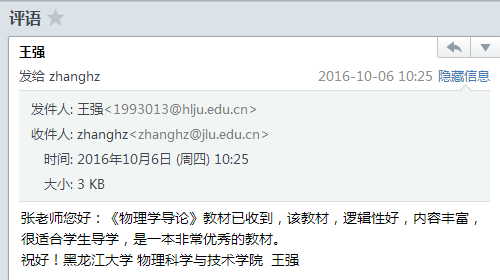 评语
王强
发给 zhanghz 2016-10-06 10:25 隐藏信息
发件人: 王强<1993013@hlju.edu.cn>
收件人: zhanghz<zhanghz@jlu.edu.cn>
时间: 2016年10月6日 (周四) 10:25
大小: 3 KB
张老师您好：《物理学导论》教材已收到，该教材，逻辑性好，内容丰富，
很适合学生导学，是一本非常优秀的教材。
祝好！黑龙江大学 物理科学与技术学院 王强